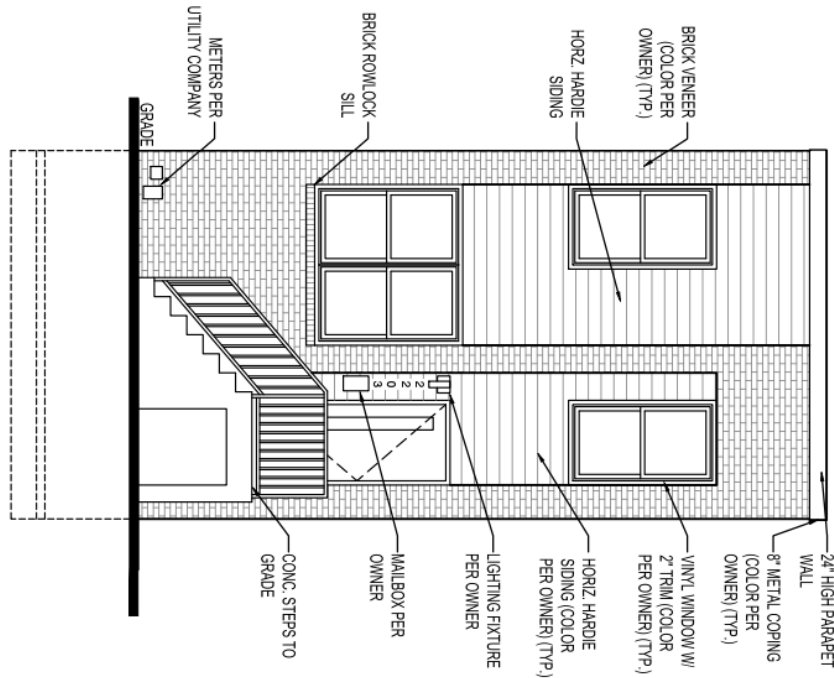 BRICK VENEER
(COLOR PER
OWNER) (TYP.)
HORZ. HARDIE
SIDING
BRICK ROWLOCK
SILL
METERS PER
UTILITY COMPANY
GRADE
2
2
0
3
24" HIGH PARAPET
WALL
8" METAL COPING
(COLOR PER
OWNER) (TYP.)
VINYL WINDOW W/
2" TRIM (COLOR
PER OWNER) (TYP.)
HORIZ. HARDIE
SIDING (COLOR
PER OWNER) (TYP.)
LIGHTING FIXTURE
PER OWNER
MAILBOX PER
OWNER
CONC. STEPS TO
GRADE